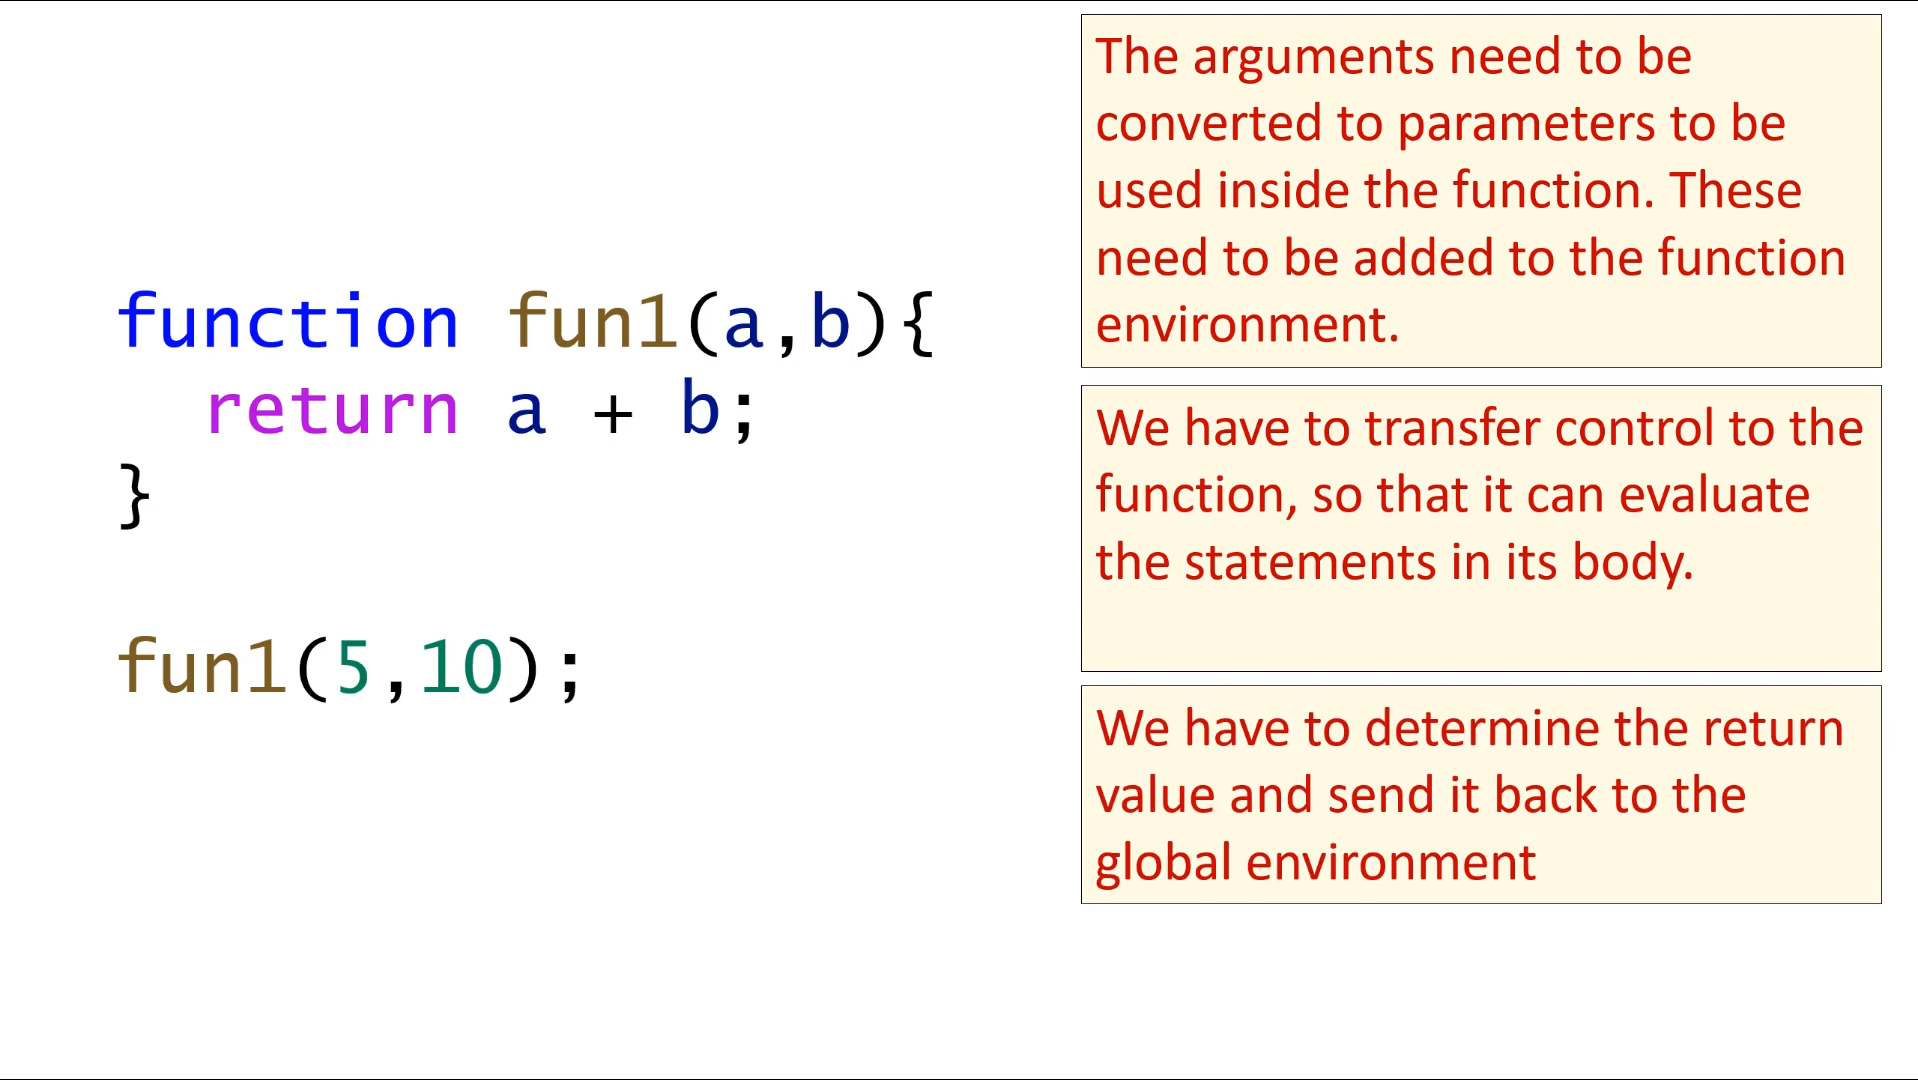 function fun1(a,b){
  return a + b;
}
fun1(5,10);
The arguments need to be
converted to parameters to be
used inside the function. These
need to be added to the function
environment.
We have to transfer control to the
function, so that it can evaluate
the statements in its body.
We have to determine the return
value and send it back to the
global environment